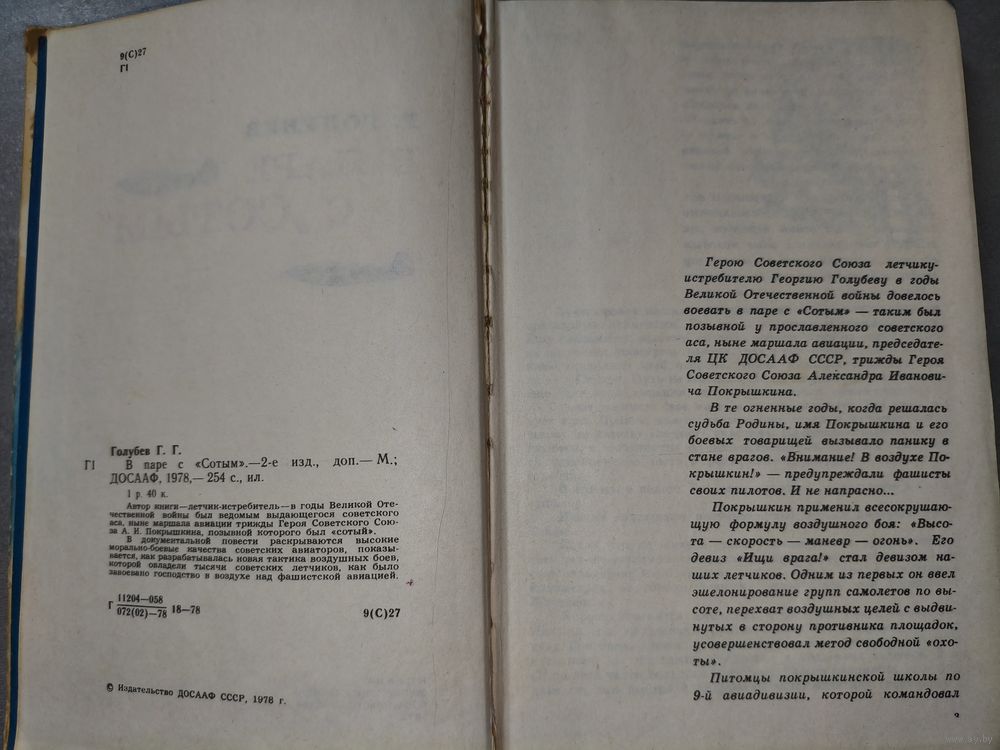 9(С)27
Г1
Голубев Г. Г.
Г1 В паре с «Сотым».—2-е изд., доп.— М.;
ДОСААФ, 1978,— 254 с., ил.
1 р. 40 к.
Автор книги—летчик-истребитель—в годы Великой Оте-
чественной войны был ведомым выдающегося советского
аса, ныне маршала авиации трижды Героя Советского Сою-
за А. И. Покрышкина, позывной которого был «сотый».
В документальной повести раскрываются высокие
морально-боевые качества советских авиаторов, показы-
вается, как разрабатывалась новая тактика воздушных боев,
которой овладели тысячи советских летчиков, как было
завоевано господство в воздухе над фашистской авиацией.
11204—058
Г 072(02)—78 18—78 9(С)27
© Издательство ДОСААФ СССР, 1978 г.
Герою Советского Союза летчику-
истребителю Георгию Голубеву в годы
Великой Отечественной войны довелось
воевать в паре с «Сотым» — таким был
позывной у прославленного советского
аса, ныне маршала авиации, председате-
ля ЦК ДОСААФ СССР, трижды Героя
Советского Союза Александра Иванови-
ча Покрышкина.
В те огненные годы, когда решалась
судьба Родины, имя Покрышкина и его
боевых товарищей вызывало панику в
стане врагов. «Внимание! В воздухе По-
крышкин!» — предупреждали фашисты
своих пилотов. И не напрасно...
Покрышкин применил всесокрушаю-
щую формулу воздушного боя: «Высо-
та — скорость — маневр — огонь». Его
девиз «Ищи врага!» стал девизом на-
ших летчиков. Одним из первых он ввел
эшелонирование групп самолетов по вы-
соте, перехват воздушных целей с выдви-
нутых в сторону противника площадок,
усовершенствовал метод свободной «охо-
ты».
Питомцы покрышкинской школы по
9-й авиадивизии, которой командовал
3
www.ay.by